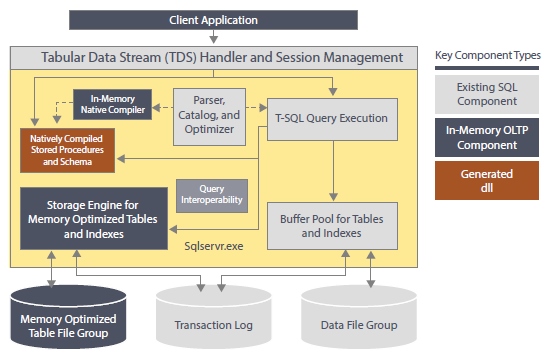 Client Application
Tabular Data Stream (TDS) Handler and Session Management
Key Component Types
In-Memory
Native Compiler
Parser,
Catalog, and
Optimizer
T-SQL Query Execution
Existing SQL
Component
Natively Compiled
Stored Procedures
and Schema
In-Memory OLTP
Component
Query
Interoperability
Generated
dll
Storage Engine for
Memory Optimized Tables
and Indexes
Buffer Pool for Tables
and Indexes
Sqlservr.exe
Memory Optimized
Table File Group
Transaction Log
Data File Group